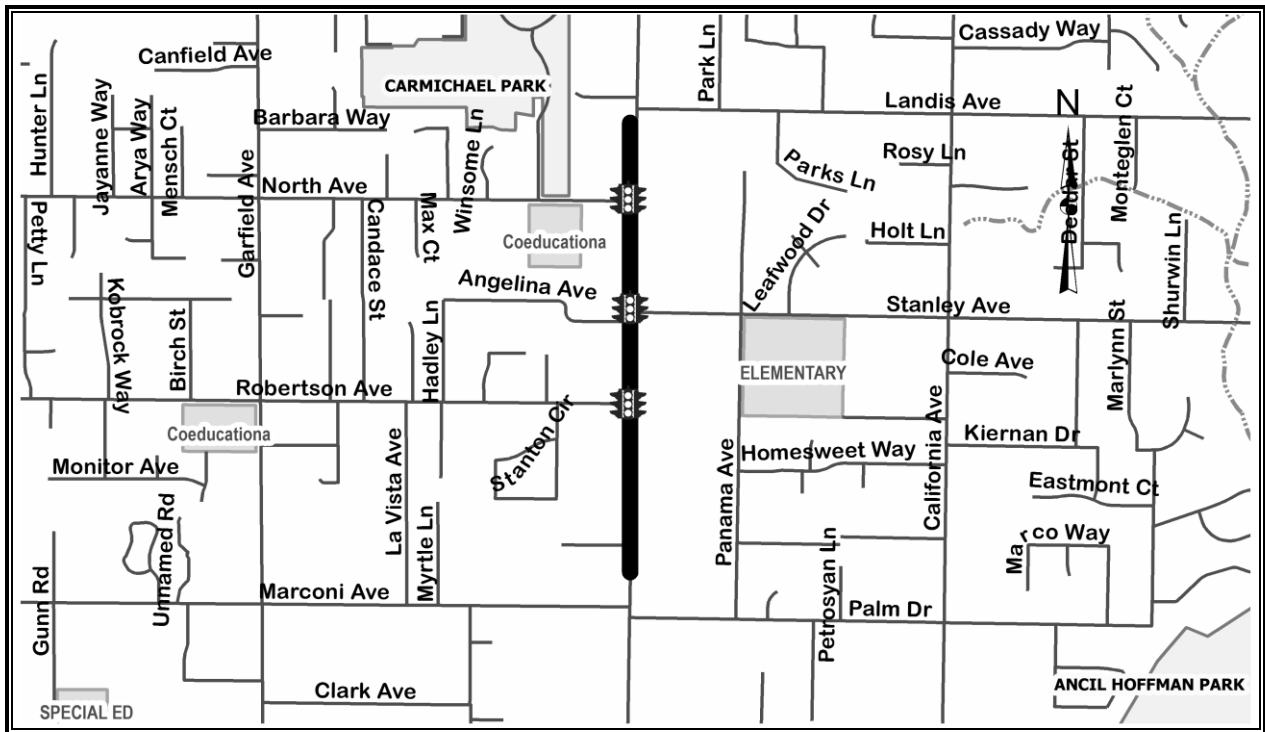 Cassady Way
Canfield Ave
Park Ln
CARMICHAEL PARK
Hunter Ln
Jayanne Way
Arya Way
Mensch Ct
Landis Ave
N
Monteglen Ct
Barbara Way
Winsome Ln
Rosy Ln
Parks Ln
Garfield Ave
North Ave
Petty Ln
Candace St
Max Ct
Coeducationa
Leafwood Dr
Holt Ln
Dedar St
Shurwin Ln
Angelina Ave
Stanley Ave
Kobrock Way
Birch St
Hadley Ln
Marlynn St
Cole Ave
ELEMENTARY
Robertson Ave
Stanton Cir
California Ave
Coeducationa
Kiernan Dr
Monitor Ave
La Vista Ave
Panama Ave
Homesweet Way
Eastmont Ct
Unnamed Rd
Myrtle Ln
Marco Way
Gunn Rd
Marconi Ave
Petrosyan Ln
Palm Dr
Clark Ave
ANCIL HOFFMAN PARK
SPECIAL ED